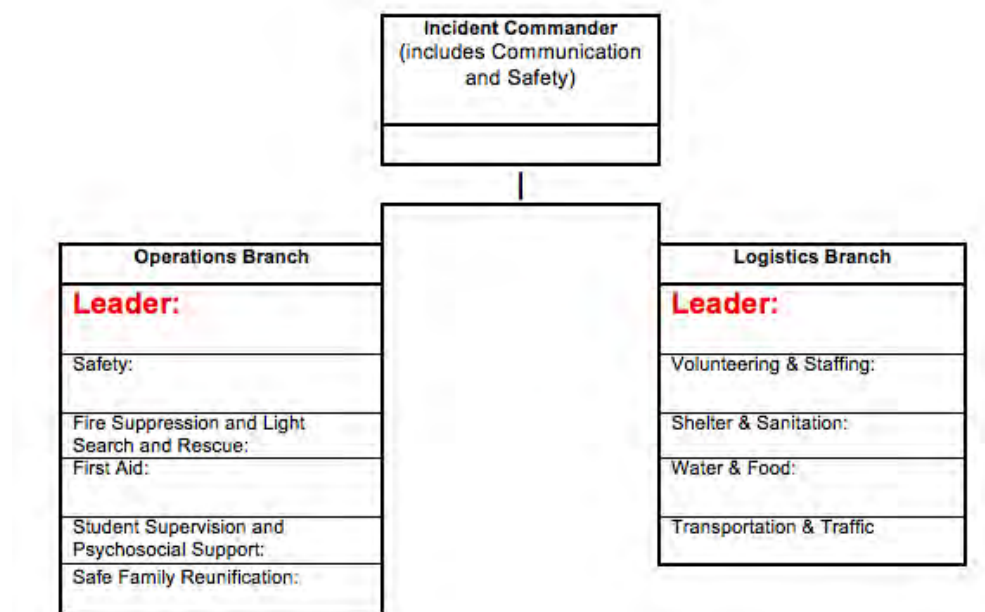 Incident Commander
(includes Communication
and Safety)
Operations Branch
Leader:
Safety:
Fire Suppression and Light
Search and Rescue:
First Aid:
Student Supervision and
Psychosocial Support:
Safe Family Reunification:
Logistics Branch
Leader:
Volunteering & Staffing:
Shelter & Sanitation:
Water & Food:
Transportation & Traffic